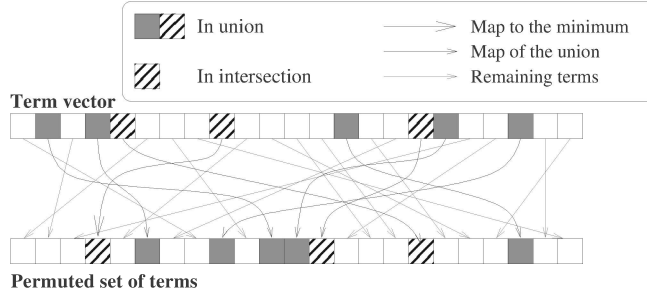 In union
Map to the minimum
Map of the union
In intersection
Remaining terms
Term vector
Permuted set of terms